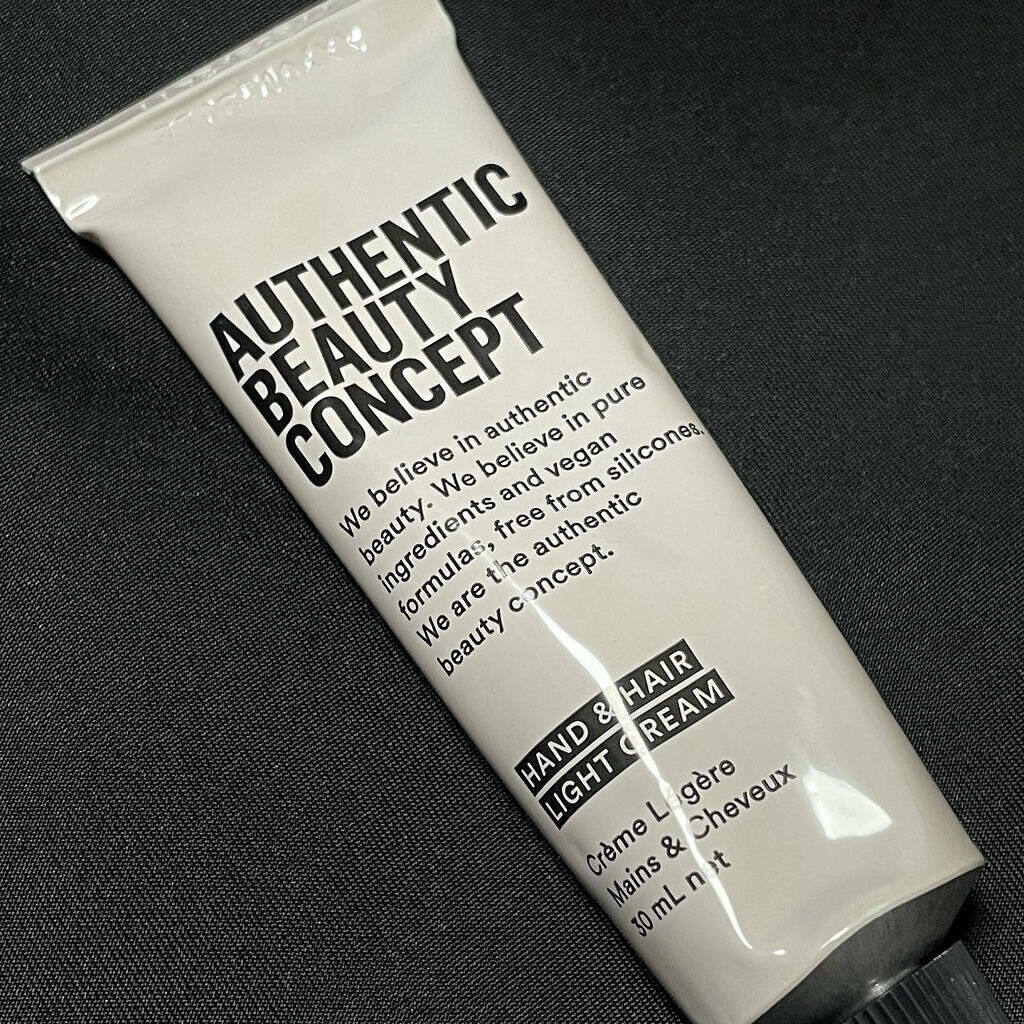 AUTHENTIC
BEAUTY
CONCEPT
We believe in authentic
beauty. We believe in pure
ingredients and vegan
formulas, free from silicones.
We are the authentic
beauty concept.
HAND & HAIR
LIGHT CREAM
Crème Légère
Mains & Cheveux
30 mL net